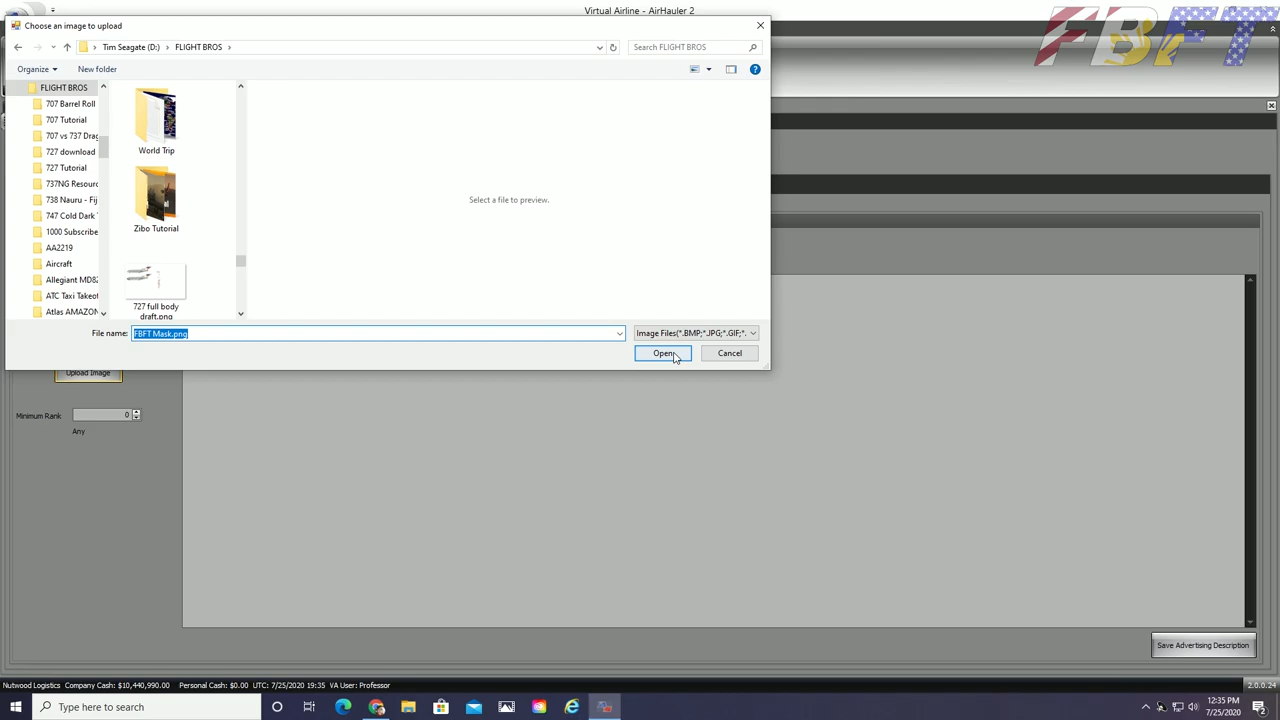 Virtual Airline - AirHauler 2
Choose an image to upload
FBFT
Tim Seagate (D:) > FLIGHT BROS >
Search FLIGHT BROS
Organize
New folder
FLIGHT BROS
707 Barrel Roll
707 Tutorial
707 vs 737 Drag
727 download
727 Tutorial
737NG Resourc
738 Nauru - Fij
747 Cold Dark
1000 Subscribe
AA2219
Aircraft
Allegiant MD82
ATC Taxi Takeo
Atlas AMAZON
World Trip
Zibo Tutorial
727 full body
draft.png
Select a file to preview.
File name:
FBFT Mask.png
Image Files(*.BMP;*.JPG;*.GIF;*.
Open
Cancel
Upload Image
Minimum Rank
0
Any
Save Advertising Description
Nutwood Logistics Company Cash: $10,440,990.00 Personal Cash: $0.00 UTC: 7/25/2020 19:35 VA User: Professor
2.0.0.24
Type here to search
12:35 PM
7/25/2020
2